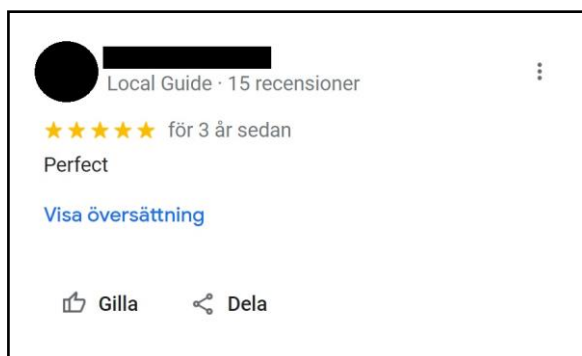 Local Guide · 15 recensioner
för 3 år sedan
Perfect
Visa översättning
Gilla Dela